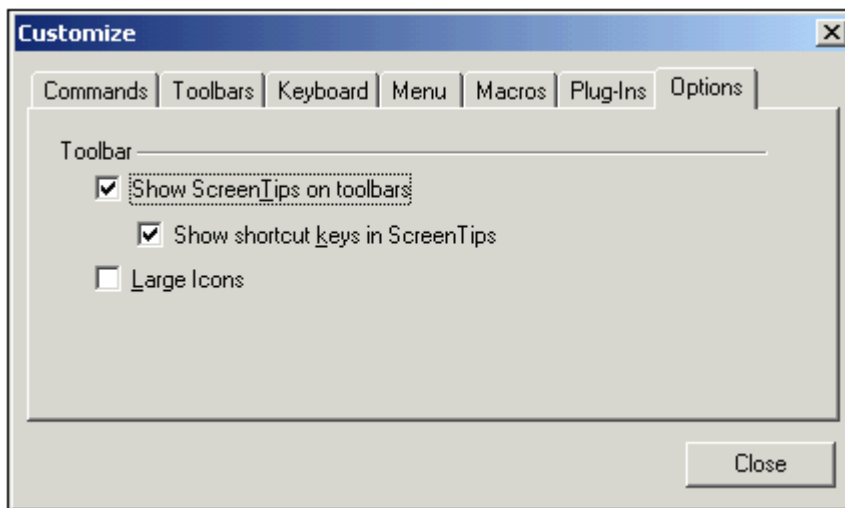 Customize
Commands Toolbars Keyboard Menu Macros Plug-Ins Options
Toolbar
Show ScreenTips on toolbars
Show shortcut keys in ScreenTips
Large Icons
Close